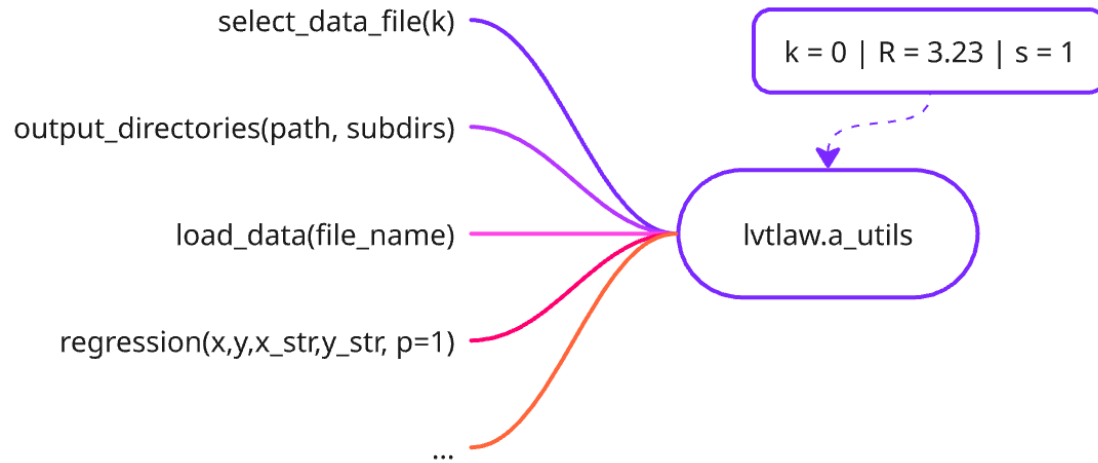 select_data_file(k)
k = 0 | R = 3.23 | s = 1
output_directories(path, subdirs)
load_data(file_name)
lvtlaw.a_utils
regression(x,y,x_str,y_str, p=1)
...